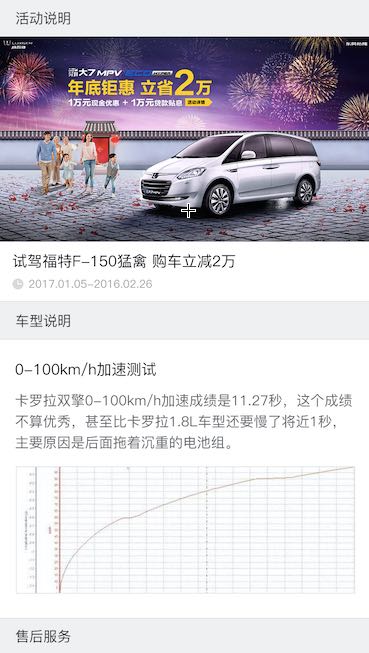 活动说明
LUXGEN
东风裕隆
大7 MPV
年底钜惠 立省2万
1万元现金优惠 + 1万元贷款贴息 活动详情
试驾福特F-150猛禽 购车立减2万
2017.01.05-2016.02.26
车型说明
0-100km/h加速测试
卡罗拉双擎0-100km/h加速成绩是11.27秒，这个成绩
不算优秀，甚至比卡罗拉1.8L车型还要慢了将近1秒，
主要原因是后面拖着沉重的电池组。
售后服务